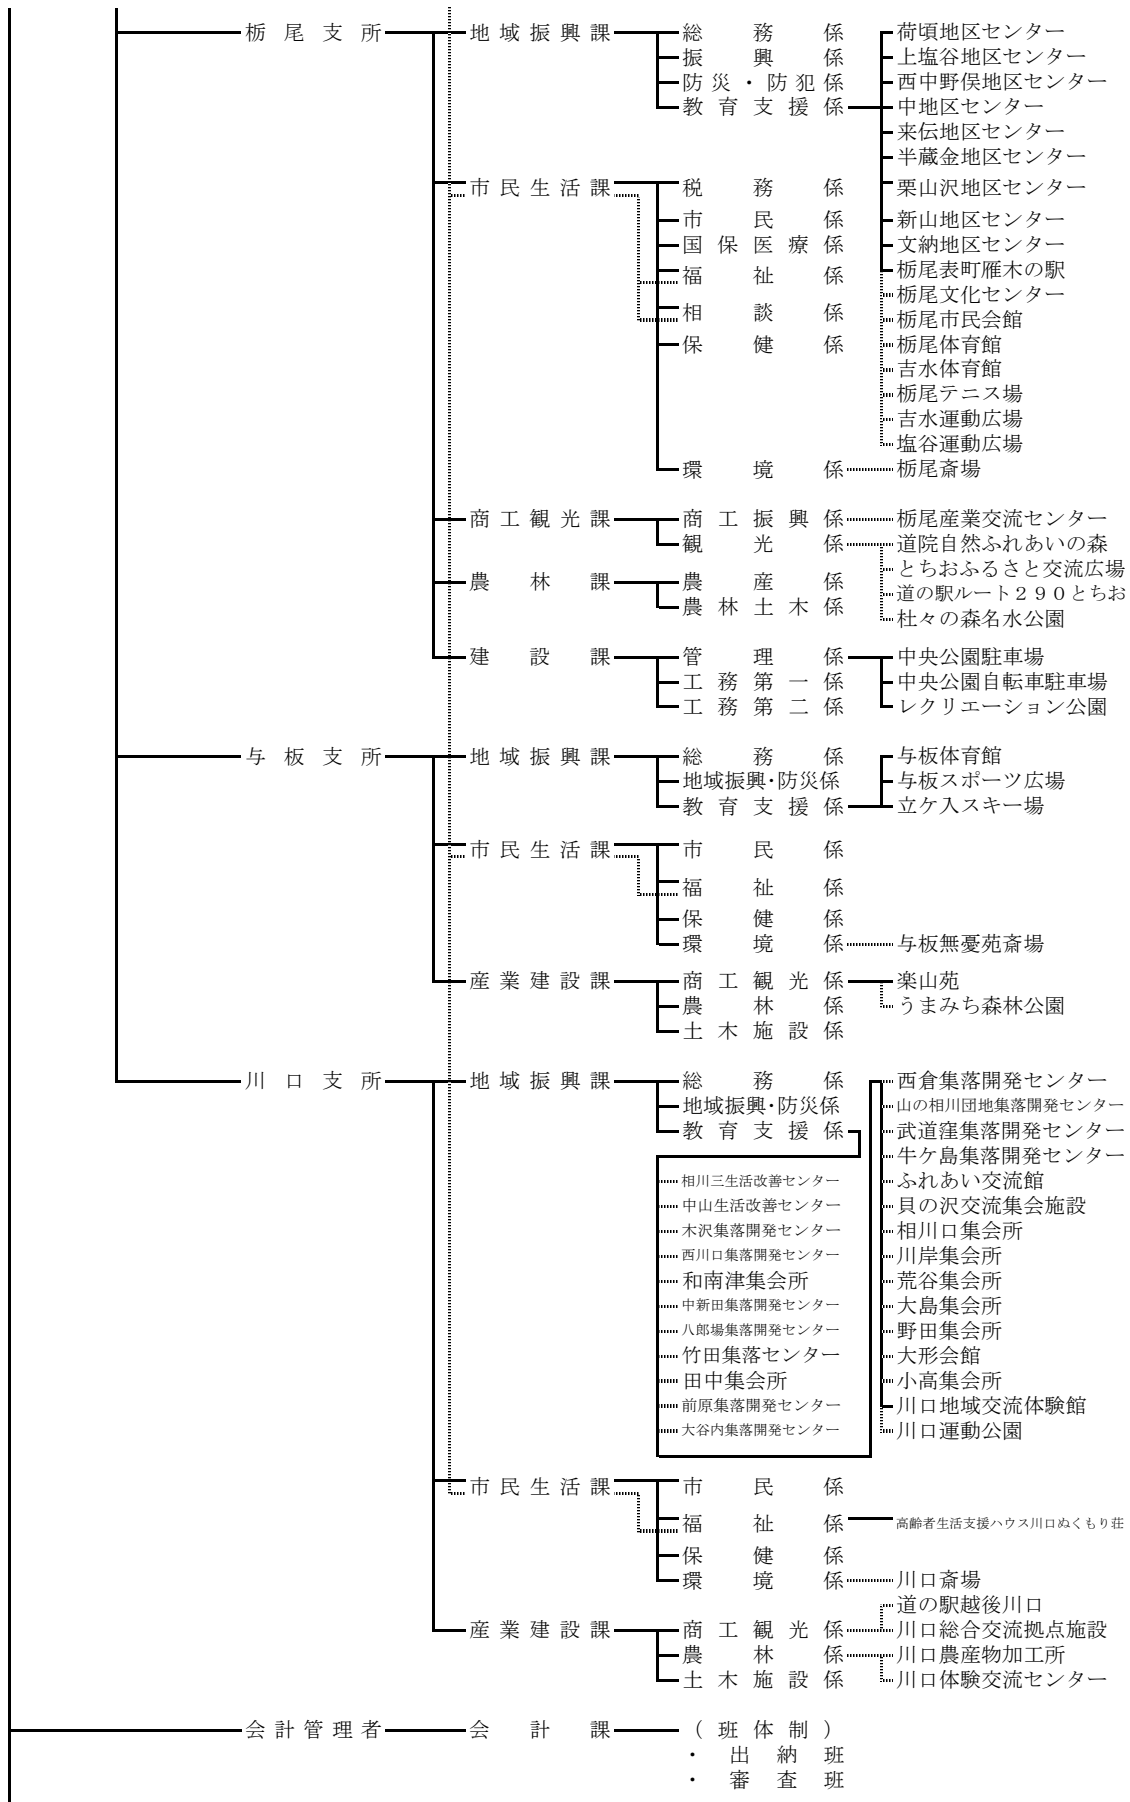 栃尾支所 地域振興課 総務係 荷頃地区センター
振興係 上塩谷地区センター
防災・防犯係 西中野俣地区センター
教育支援係 中地区センター
来伝地区センター
半蔵金地区センター
市民生活課 税務係 栗山沢地区センター
市民係 新山地区センター
国保医療係 文納地区センター
福祉係 栃尾表町雁木の駅
栃尾文化センター
相談係 栃尾市民会館
保健係 栃尾体育館
吉水体育館
栃尾テニス場
吉水運動広場
塩谷運動広場
環境係 栃尾斎場
商工観光課 商工振興係 栃尾産業交流センター
観光係 道院自然ふれあいの森
とちおふるさと交流広場
農林課 農産係 道の駅ルート290とちお
農林土木係 杜々の森名水公園
建設課 管理係 中央公園駐車場
工務第一係 中央公園自転車駐車場
工務第二係 レクリエーション公園
与板支所 地域振興課 総務係 与板体育館
地域振興・防災係 与板スポーツ広場
教育支援係 立ケ入スキー場
市民生活課 市民係
福祉係
保健係
環境係 与板無憂苑斎場
産業建設課 商工観光係 楽山苑
農林係 うまみち森林公園
土木施設係
川口支所 地域振興課 総務係 西倉集落開発センター
地域振興・防災係 山の相川団地集落開発センター
教育支援係 武道窪集落開発センター
牛ケ島集落開発センター
相川三生活改善センター ふれあい交流館
中山生活改善センター 貝の沢交流集会施設
木沢集落開発センター 相川口集会所
西川口集落開発センター 川岸集会所
和南津集会所 荒谷集会所
中新田集落開発センター 大島集会所
八郎場集落開発センター 野田集会所
竹田集落センター 大形会館
田中集会所 小高集会所
前原集落開発センター 川口地域交流体験館
大谷内集落開発センター 川口運動公園
市民生活課 市民係
福祉係 高齢者生活支援ハウス川口ぬくもり荘
保健係
環境係 川口斎場
道の駅越後川口
産業建設課 商工観光係 川口総合交流拠点施設
農林係 川口農産物加工所
土木施設係 川口体験交流センター
会計管理者 会計課 (班体制)
・出納班
・審査班